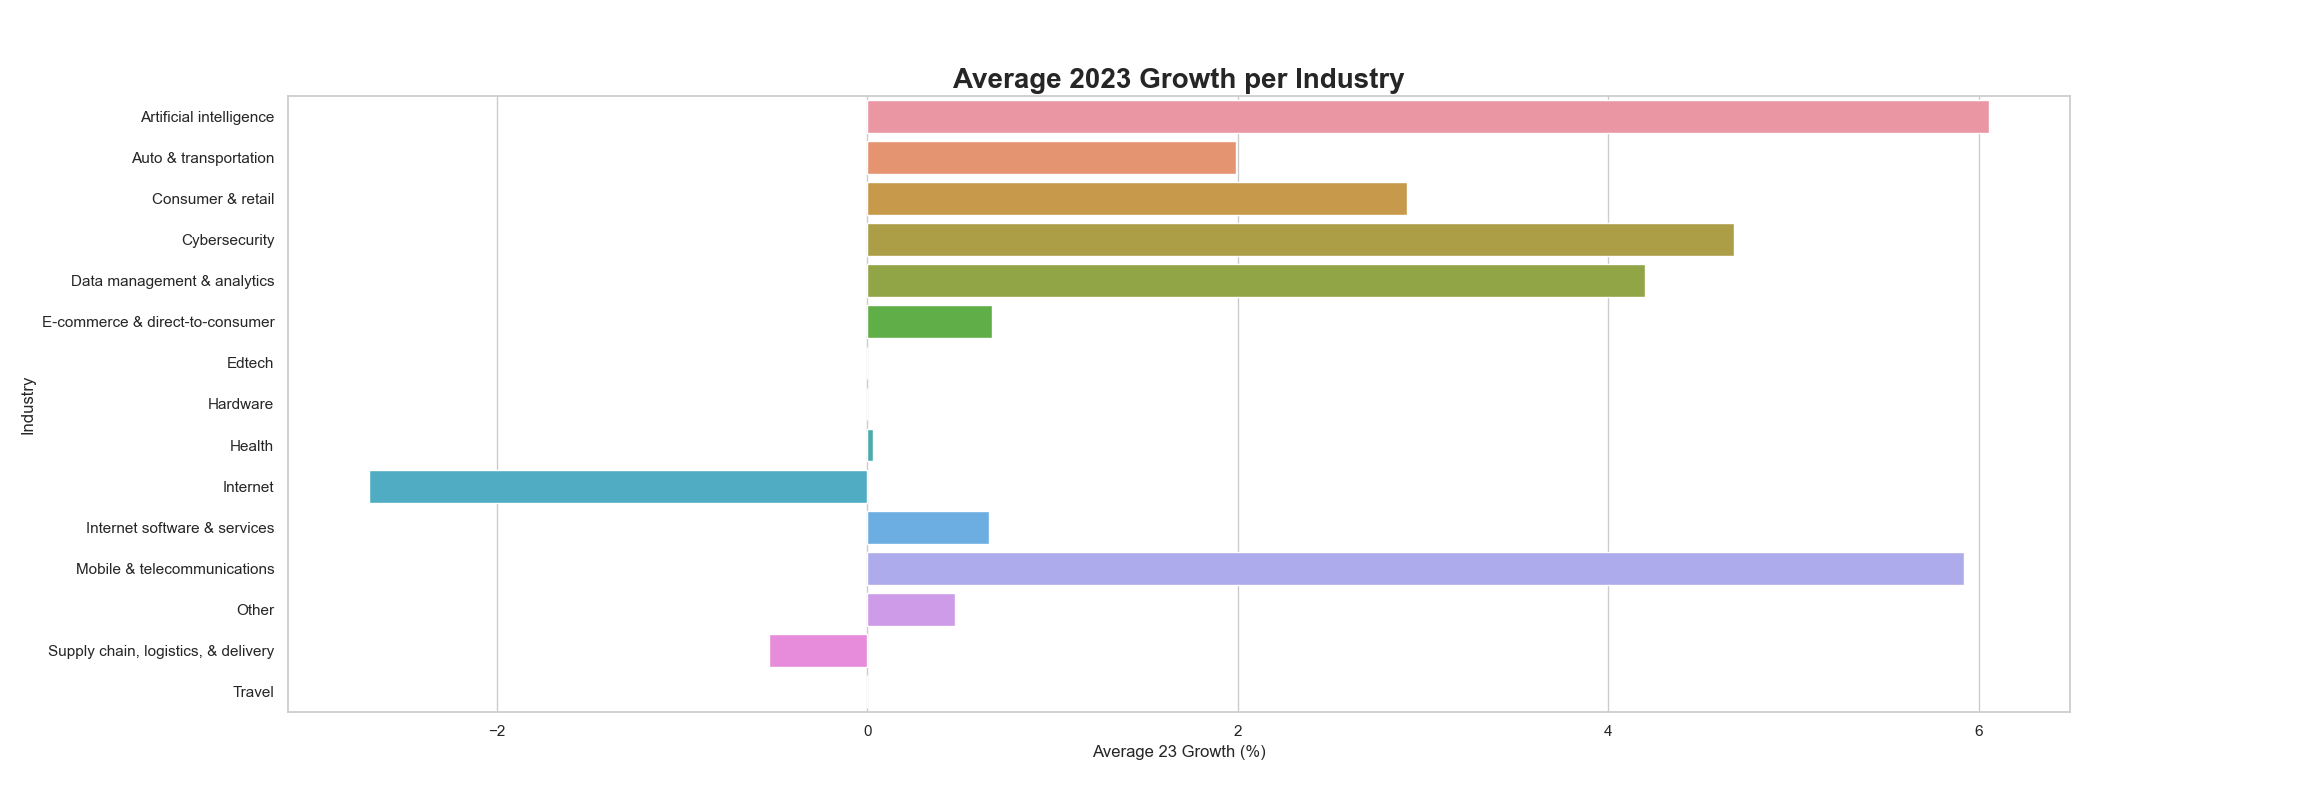 Average 2023 Growth per Industry
Industry
Artificial intelligence
Auto & transportation
Consumer & retail
Cybersecurity
Data management & analytics
E-commerce & direct-to-consumer
Edtech
Hardware
Health
Internet
Internet software & services
Mobile & telecommunications
Other
Supply chain, logistics, & delivery
Travel
−2 0 2 4 6
Average 23 Growth (%)